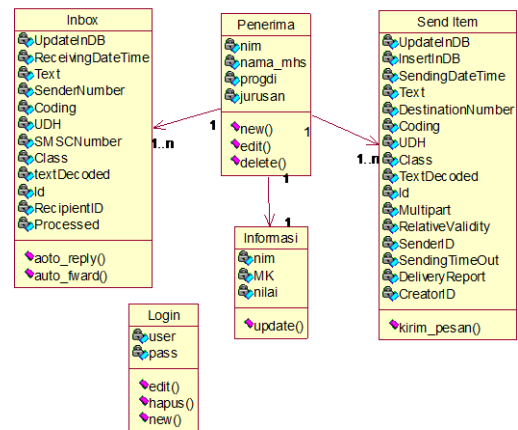 Inbox
UpdateInDB
ReceivingDateTime
Text
SenderNumber
Coding
UDH
SMSCNumber
Class
textDecoded
Id
RecipientID
Processed
aoto_reply()
auto_fward()
Penerima
nim
nama_mhs
progdi
jurusan
new()
edit()
delete()
Send Item
UpdateInDB
InsertInDB
SendingDateTime
Text
DestinationNumber
Coding
UDH
Class
TextDecoded
Id
Multipart
RelativeValidity
SenderID
SendingTimeOut
DeliveryReport
CreatorID
kirim_pesan()
1
1..n
1
1..n
1
1
Informasi
nim
MK
nilai
update()
Login
user
pass
edit()
hapus()
new()